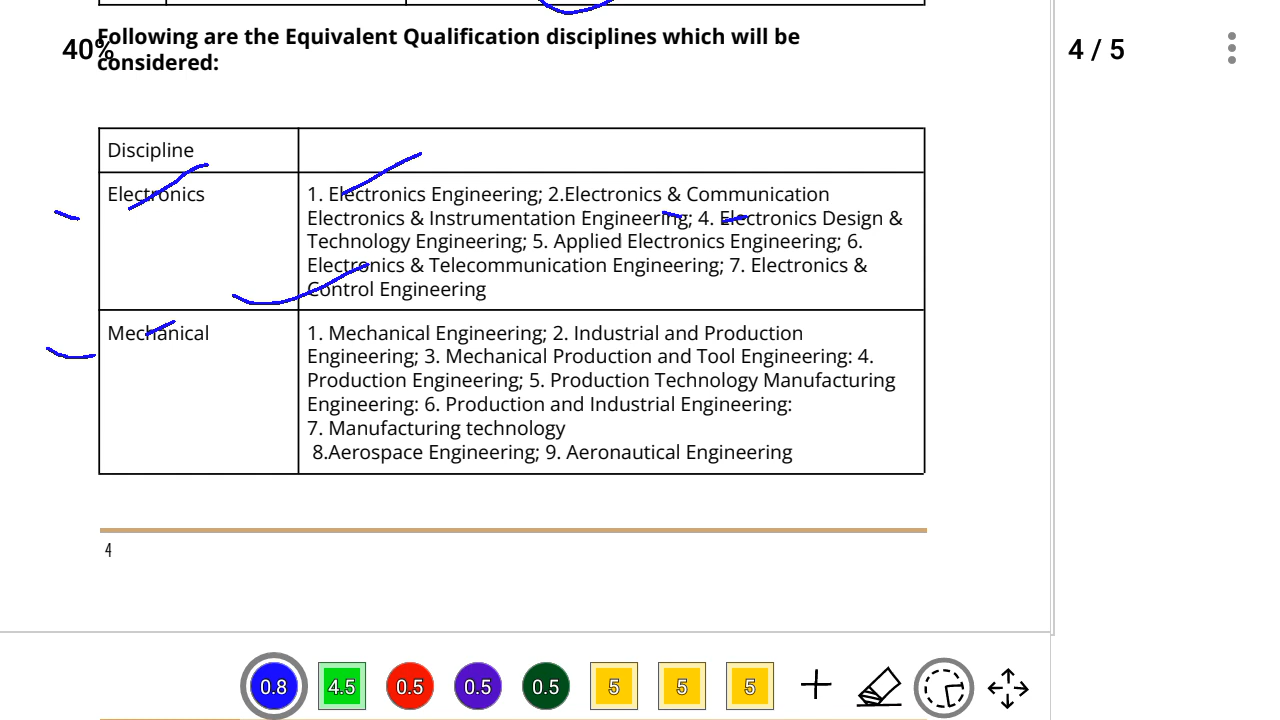 Following are the Equivalent Qualification disciplines which will be
40%
considered:
4 / 5
Discipline
Electronics
1. Electronics Engineering; 2.Electronics & Communication
Electronics & Instrumentation Engineering; 4. Electronics Design &
Technology Engineering; 5. Applied Electronics Engineering; 6.
Electronics & Telecommunication Engineering; 7. Electronics &
Control Engineering
Mechanical
1. Mechanical Engineering; 2. Industrial and Production
Engineering; 3. Mechanical Production and Tool Engineering: 4.
Production Engineering; 5. Production Technology Manufacturing
Engineering: 6. Production and Industrial Engineering:
7. Manufacturing technology
8.Aerospace Engineering; 9. Aeronautical Engineering
4
0.8 4.5 0.5 0.5 0.5 5 5 5